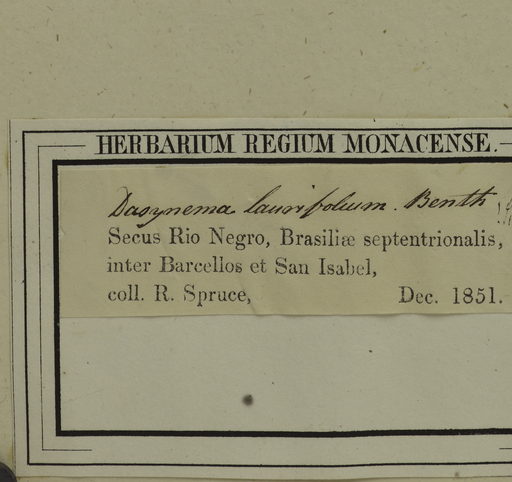 HERBARIUM REGIUM MONACENSE.
Dasynema laurifolium. Benth
Secus Rio Negro, Brasiliæ septentrionalis,
inter Barcellos et San Isabel,
coll. R. Spruce, Dec. 1851.